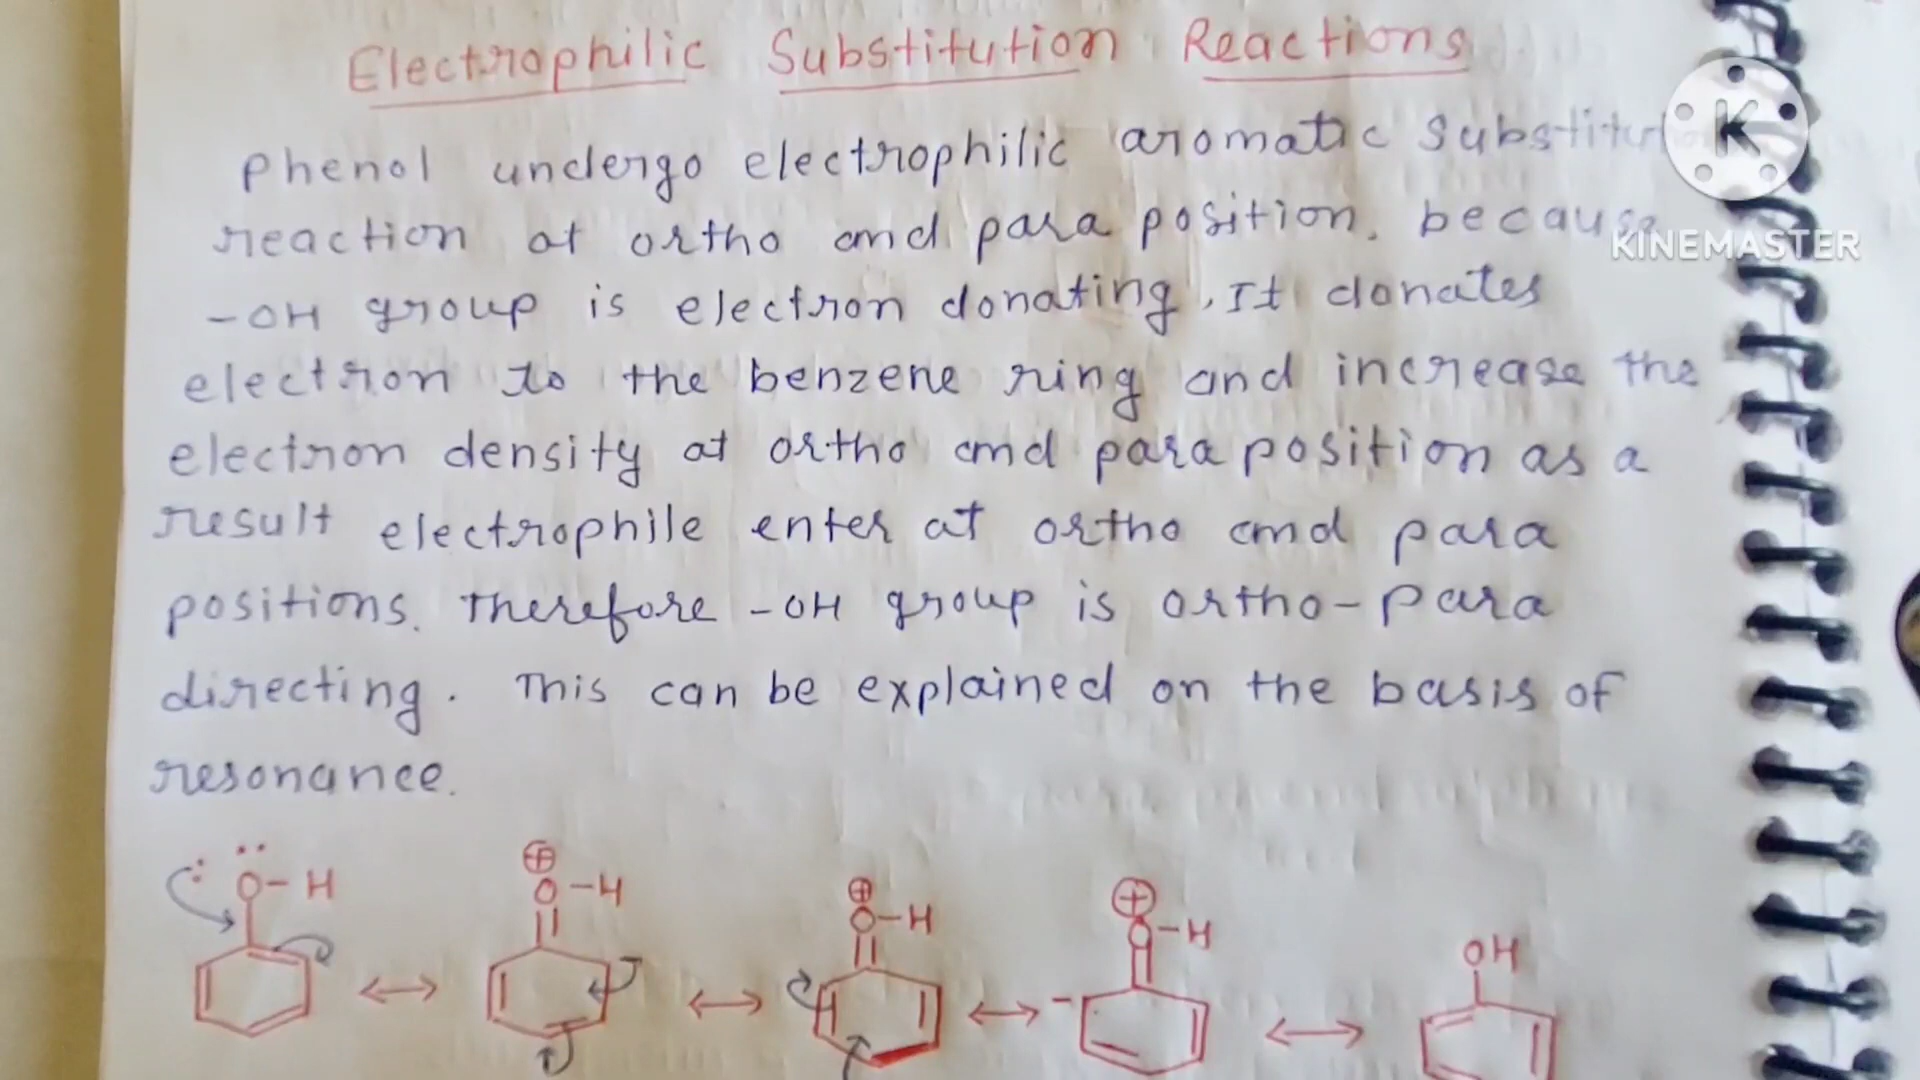 Electrophilic Substitution Reactions
Phenol undergo electrophilic aromatic substitu
reaction at ortho and para position. because
-OH group is electron donating. It donates
electron to the benzene ring and increase the
electron density at ortho and para position as a
result electrophile enter at ortho and para
positions. Therefore -OH group is ortho-para
directing. This can be explained on the basis of
resonance.
K
KINEMASTER
O-H
⊕
O-H
⊕
O-H
⊕
O-H
-
OH